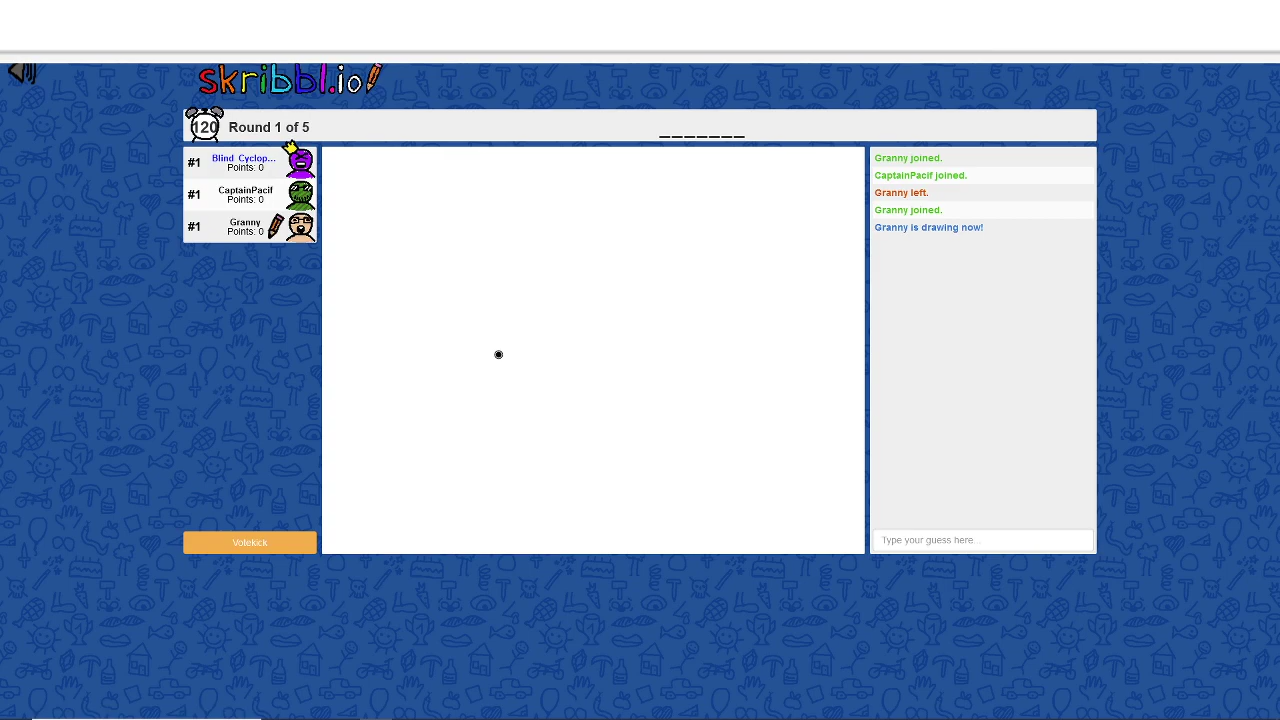 skribbl.io
120
Round 1 of 5
_______
#1
Blind Cyclop...
Points: 0
#1
CaptainPacif
Points: 0
#1
Granny
Points: 0
Votekick
Granny joined.
CaptainPacif joined.
Granny left.
Granny joined.
Granny is drawing now!
Type your guess here...